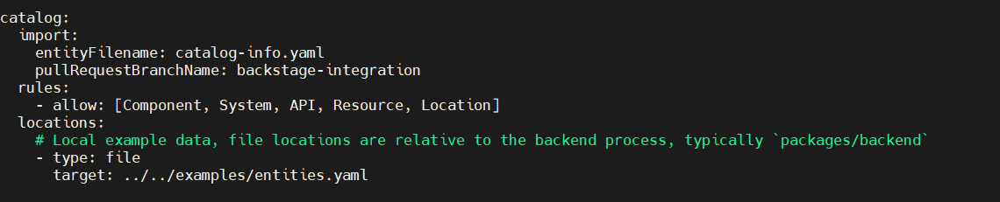 catalog:
  import:
    entityFilename: catalog-info.yaml
    pullRequestBranchName: backstage-integration
  rules:
    - allow: [Component, System, API, Resource, Location]
  locations:
    # Local example data, file locations are relative to the backend process, typically `packages/backend`
    - type: file
      target: ../../examples/entities.yaml